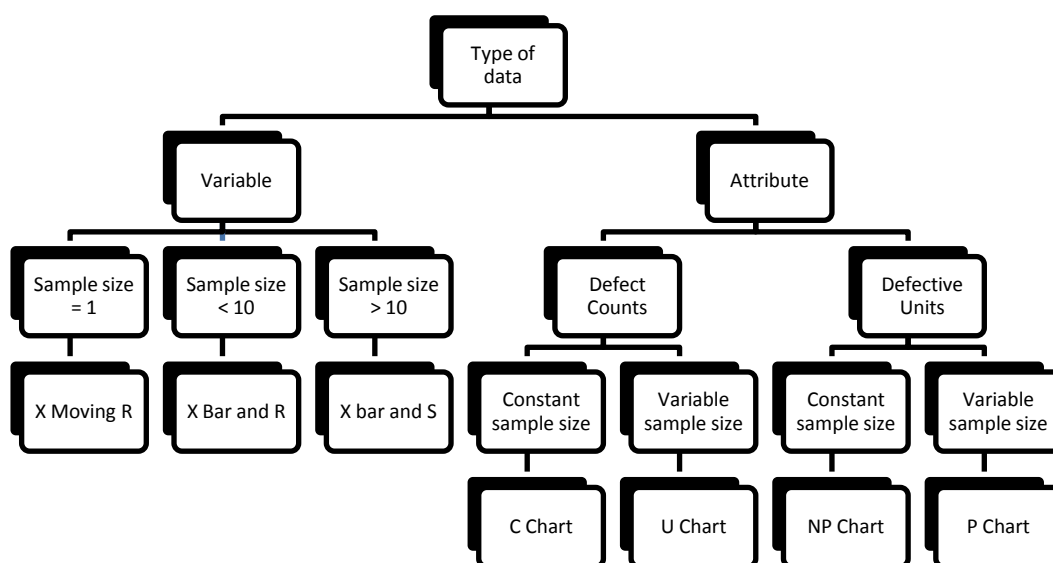 Type of
data
Variable
Attribute
Sample size
= 1
Sample size
< 10
Sample size
> 10
Defect
Counts
Defective
Units
X Moving R
X Bar and R
X bar and S
Constant
sample size
Variable
sample size
Constant
sample size
Variable
sample size
C Chart
U Chart
NP Chart
P Chart